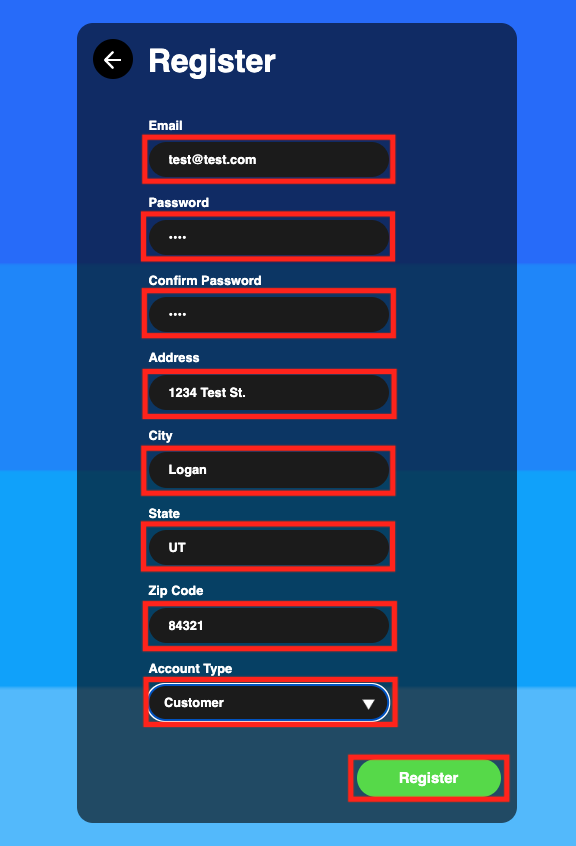 Register
Email
test@test.com
Password
••••
Confirm Password
••••
Address
1234 Test St.
City
Logan
State
UT
Zip Code
84321
Account Type
Customer
Register